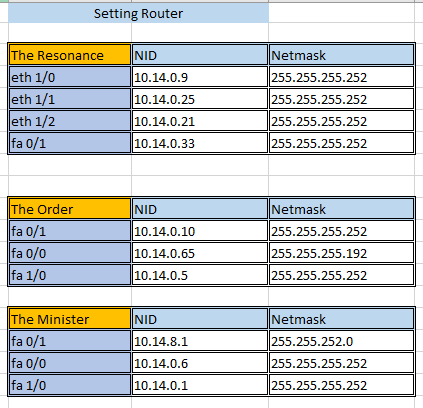 Setting Router
The Resonance NID Netmask
eth 1/0 10.14.0.9 255.255.255.252
eth 1/1 10.14.0.25 255.255.255.252
eth 1/2 10.14.0.21 255.255.255.252
fa 0/1 10.14.0.33 255.255.255.252
The Order NID Netmask
fa 0/1 10.14.0.10 255.255.255.252
fa 0/0 10.14.0.65 255.255.255.192
fa 1/0 10.14.0.5 255.255.255.252
The Minister NID Netmask
fa 0/1 10.14.8.1 255.255.252.0
fa 0/0 10.14.0.6 255.255.255.252
fa 1/0 10.14.0.1 255.255.255.252